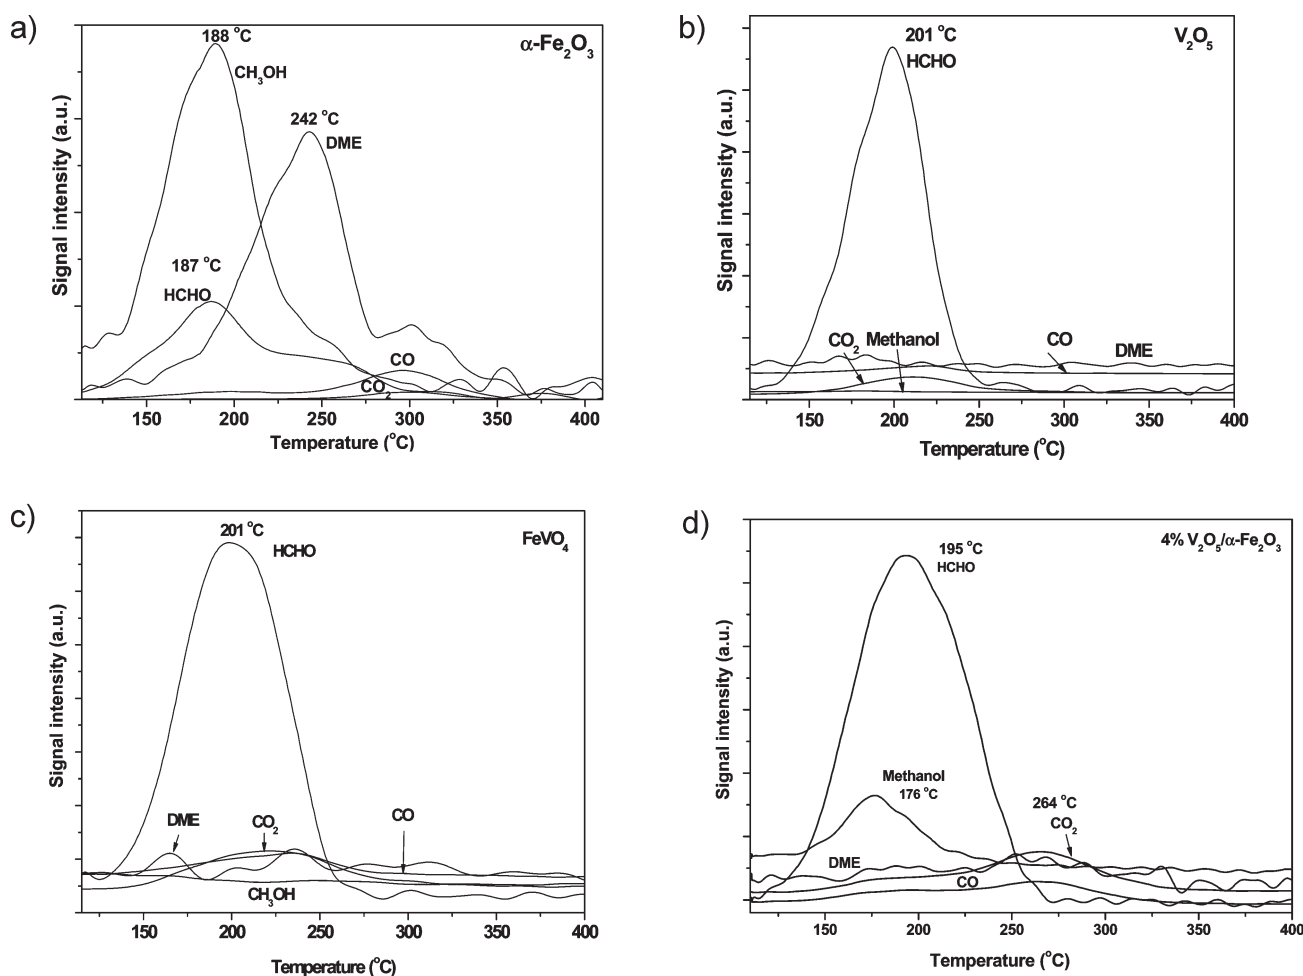 a)
188 °C
α-Fe₂O₃
CH₃OH
242 °C
DME
187 °C
HCHO
CO
CO₂
Signal intensity (a.u.)
150 200 250 300 350 400
Temperature (°C)
b)
201 °C
HCHO
V₂O₅
CO₂ Methanol CO DME
Signal intensity (a.u.)
150 200 250 300 350 400
Temperature (°C)
c)
201 °C
HCHO
FeVO₄
DME CO₂ CO
CH₃OH
Signal intensity (a.u.)
150 200 250 300 350 400
Temperature (°C)
d)
195 °C
HCHO
4% V₂O₅/α-Fe₂O₃
Methanol
176 °C
264 °C
CO₂
DME
CO
Signal intensity (a.u.)
150 200 250 300 350 400
Temperature (°C)